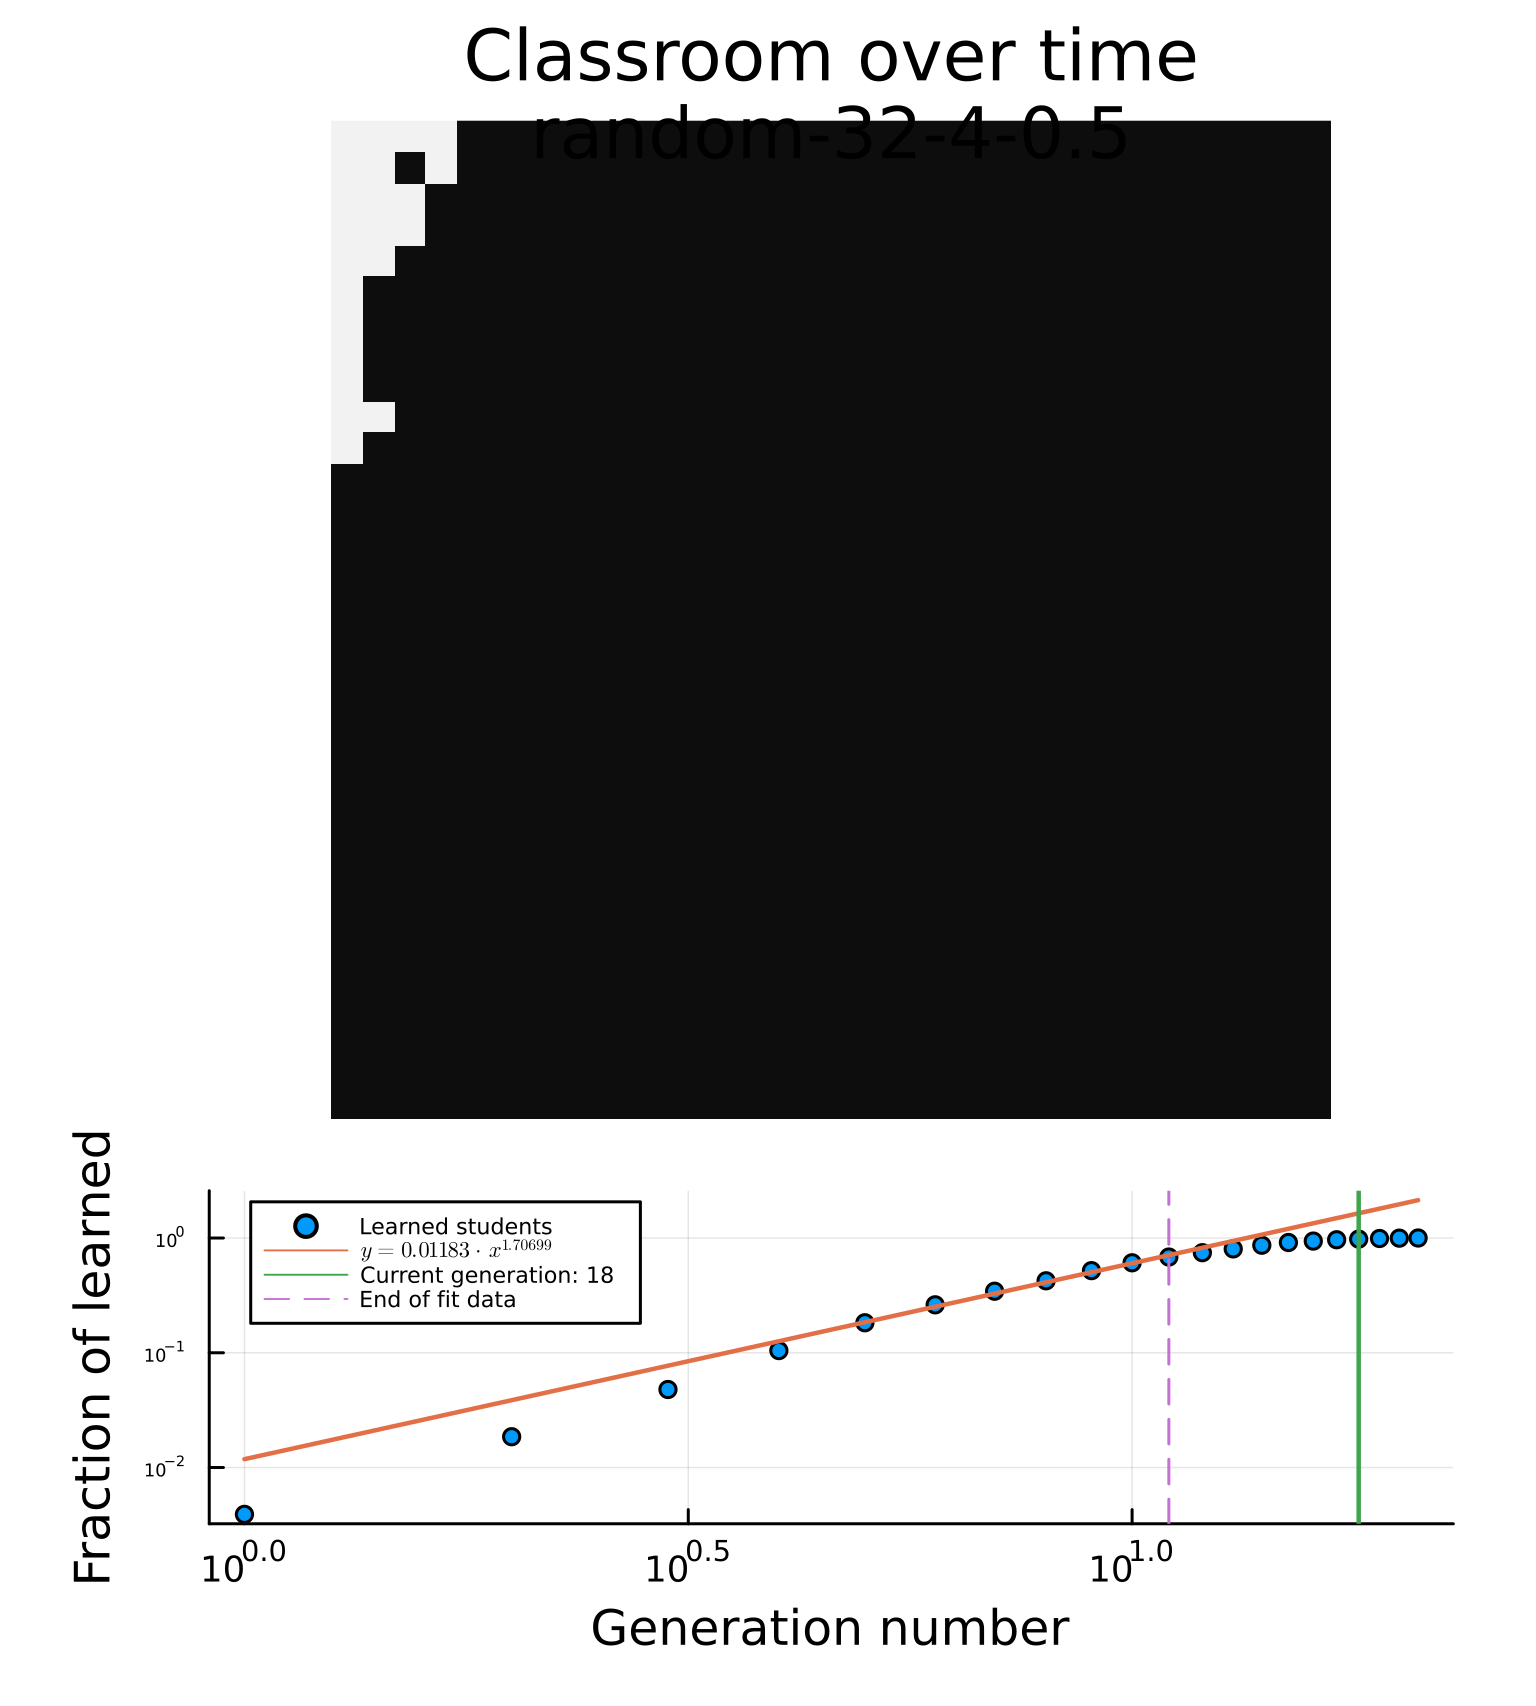 Classroom over time
random-32-4-0.5
Fraction of learned
10⁰
10⁻¹
10⁻²
Learned students
y = 0.01183 · x^1.70699
Current generation: 18
End of fit data
10^0.0
10^0.5
10^1.0
Generation number